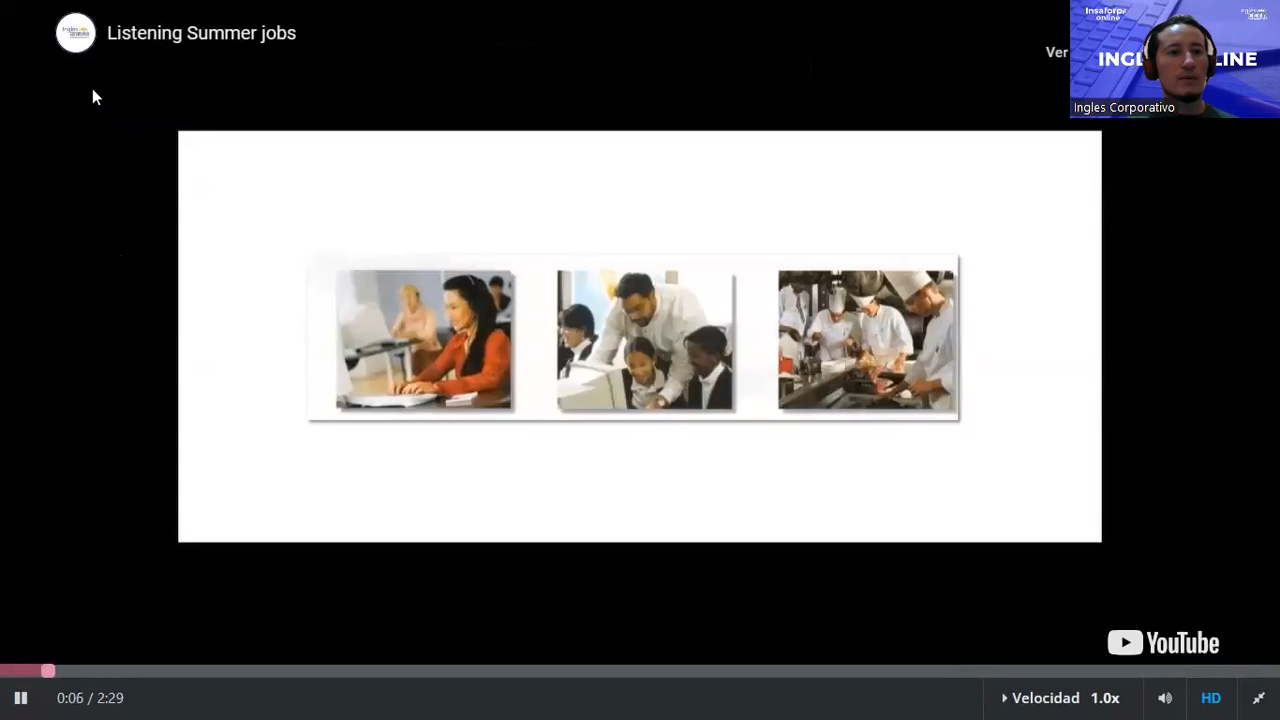 Listening Summer jobs
Ver
Insaforp
online
INGL
LINE
Ingles Corporativo
YouTube
0:06 / 2:29
Velocidad 1.0x
HD